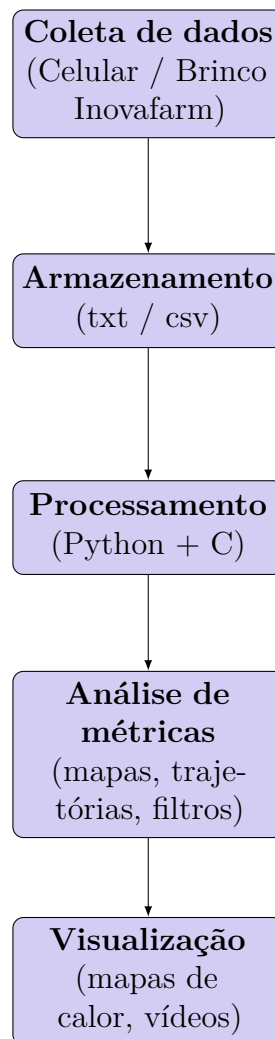 Coleta de dados
(Celular / Brinco
Inovafarm)
Armazenamento
(txt / csv)
Processamento
(Python + C)
Análise de
métricas
(mapas, traje-
tórias, filtros)
Visualização
(mapas de
calor, vídeos)